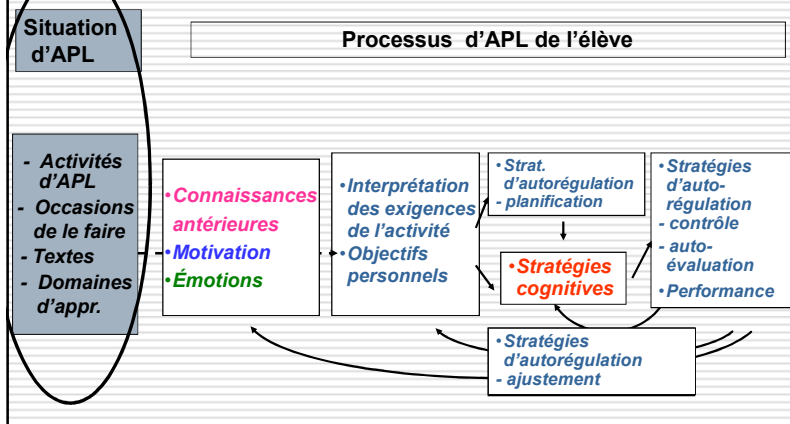 Situation
d'APL
Processus d'APL de l'élève
- Activités
d'APL
- Occasions
de le faire
- Textes
- Domaines
d'appr.
•Connaissances
antérieures
•Motivation
•Émotions
•Interprétation
des exigences
de l'activité
•Objectifs
personnels
•Strat.
d'autorégulation
- planification
•Stratégies
cognitives
•Stratégies
d'auto-
régulation
- contrôle
- auto-
évaluation
•Performance
•Stratégies
d'autorégulation
- ajustement